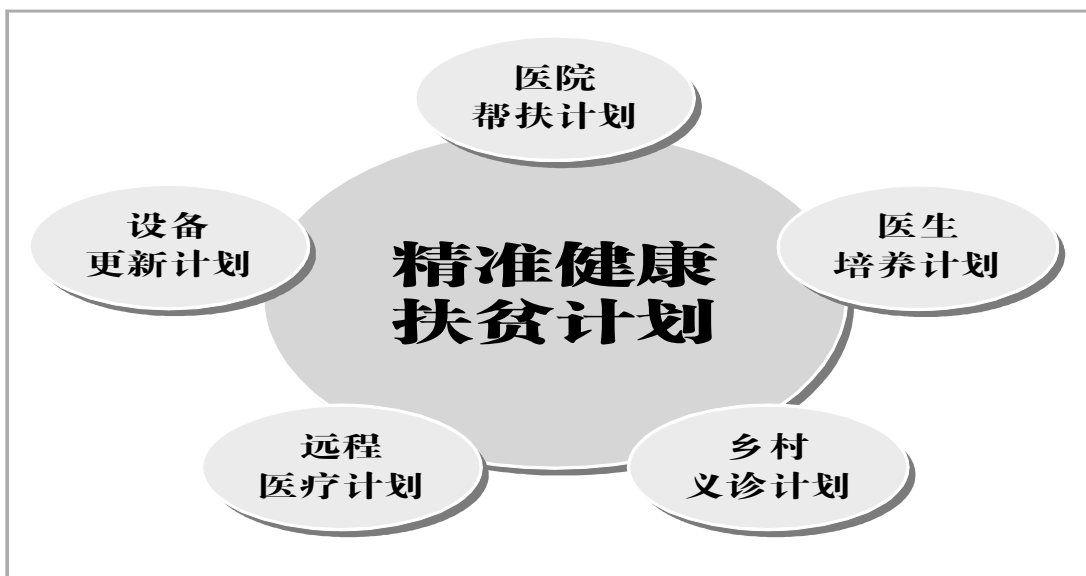 医院
帮扶计划
设备
更新计划
医生
培养计划
精准健康
扶贫计划
远程
医疗计划
乡村
义诊计划